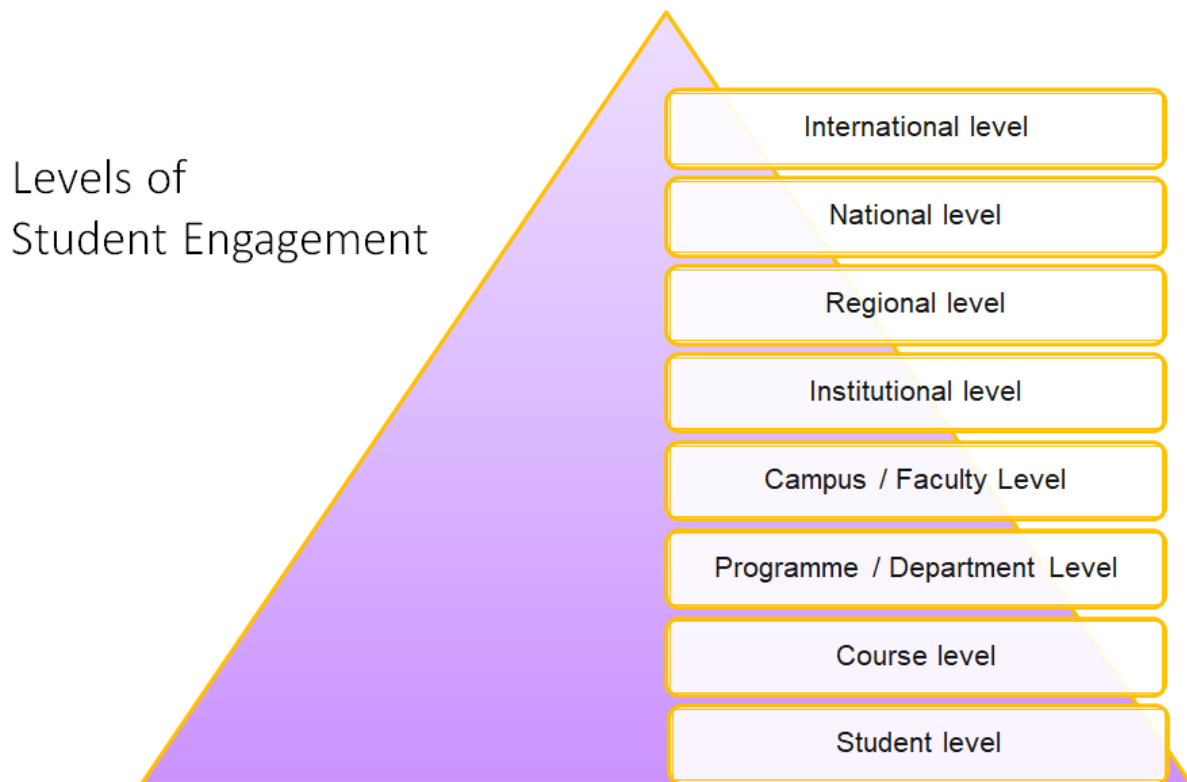 Levels of
Student Engagement
International level
National level
Regional level
Institutional level
Campus / Faculty Level
Programme / Department Level
Course level
Student level